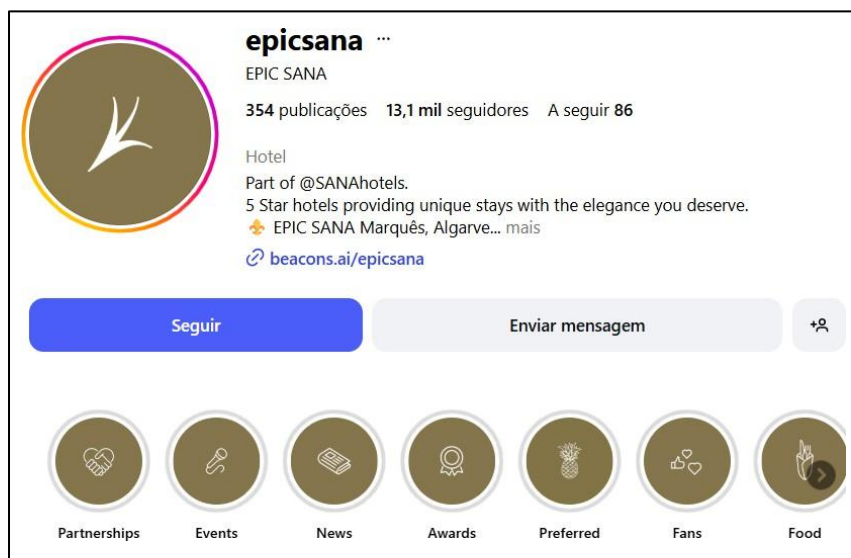 epicsana ...
EPIC SANA
354 publicações 13,1 mil seguidores A seguir 86
Hotel
Part of @SANAhotels.
5 Star hotels providing unique stays with the elegance you deserve.
⚜️ EPIC SANA Marquês, Algarve... mais
beacons.ai/epicsana
Seguir Enviar mensagem
Partnerships Events News Awards Preferred Fans Food